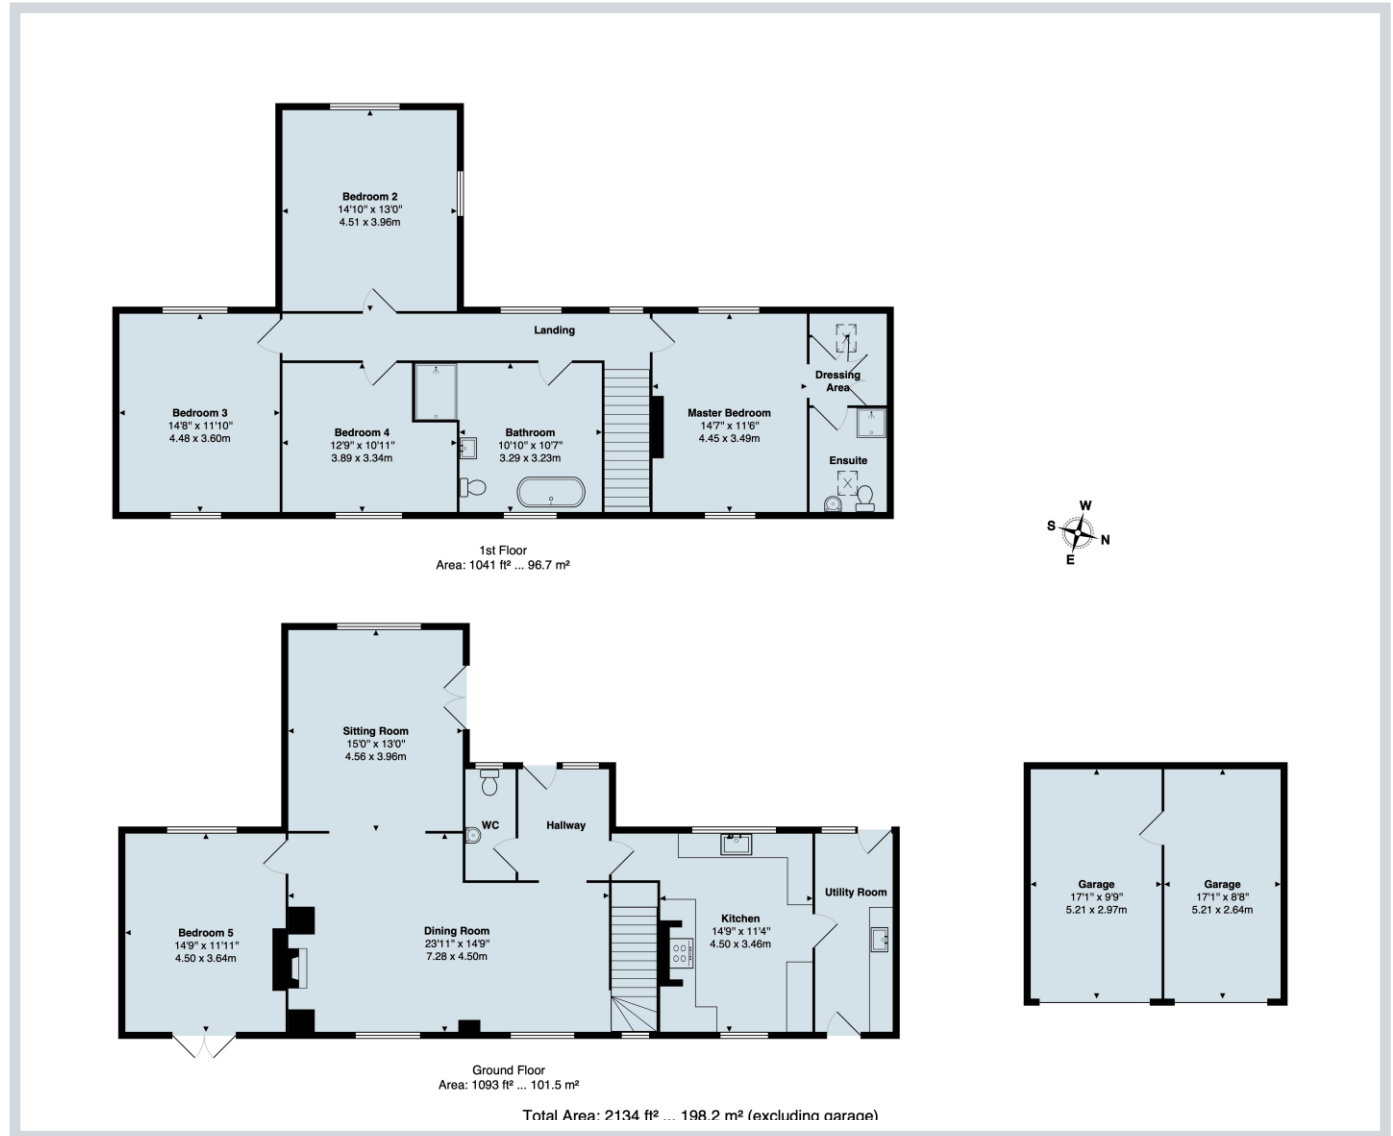 Bedroom 2
14'10" x 13'0"
4.51 x 3.96m
Landing
Bedroom 3
14'8" x 11'10"
4.48 x 3.60m
Bedroom 4
12'9" x 10'11"
3.89 x 3.34m
Bathroom
10'10" x 10'7"
3.29 x 3.23m
Master Bedroom
14'7" x 11'6"
4.45 x 3.49m
Dressing
Area
Ensuite
1st Floor
Area: 1041 ft² ... 96.7 m²
W
S
N
E
Sitting Room
15'0" x 13'0"
4.56 x 3.96m
WC
Hallway
Bedroom 5
14'9" x 11'11"
4.50 x 3.64m
Dining Room
23'11" x 14'9"
7.28 x 4.50m
Kitchen
14'9" x 11'4"
4.50 x 3.46m
Utility Room
Garage
17'1" x 9'9"
5.21 x 2.97m
Garage
17'1" x 8'8"
5.21 x 2.64m
Ground Floor
Area: 1093 ft² ... 101.5 m²
Total Area: 2134 ft² ... 198.2 m² (excluding garage)